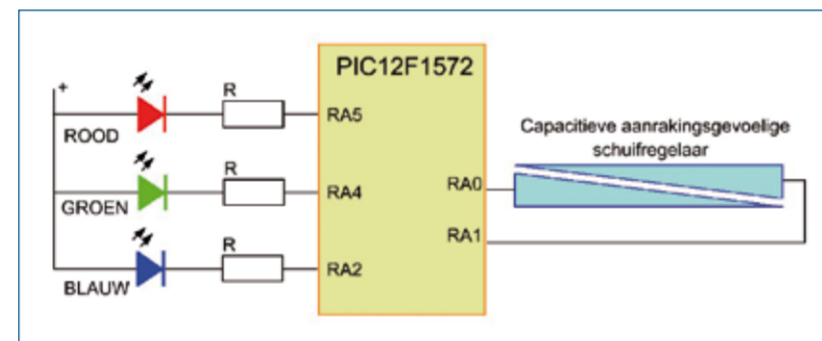 PIC12F1572
+
ROOD
R
RA5
GROEN
R
RA4
BLAUW
R
RA2
RA0
RA1
Capacitieve aanrakingsgevoelige
schuifregelaar